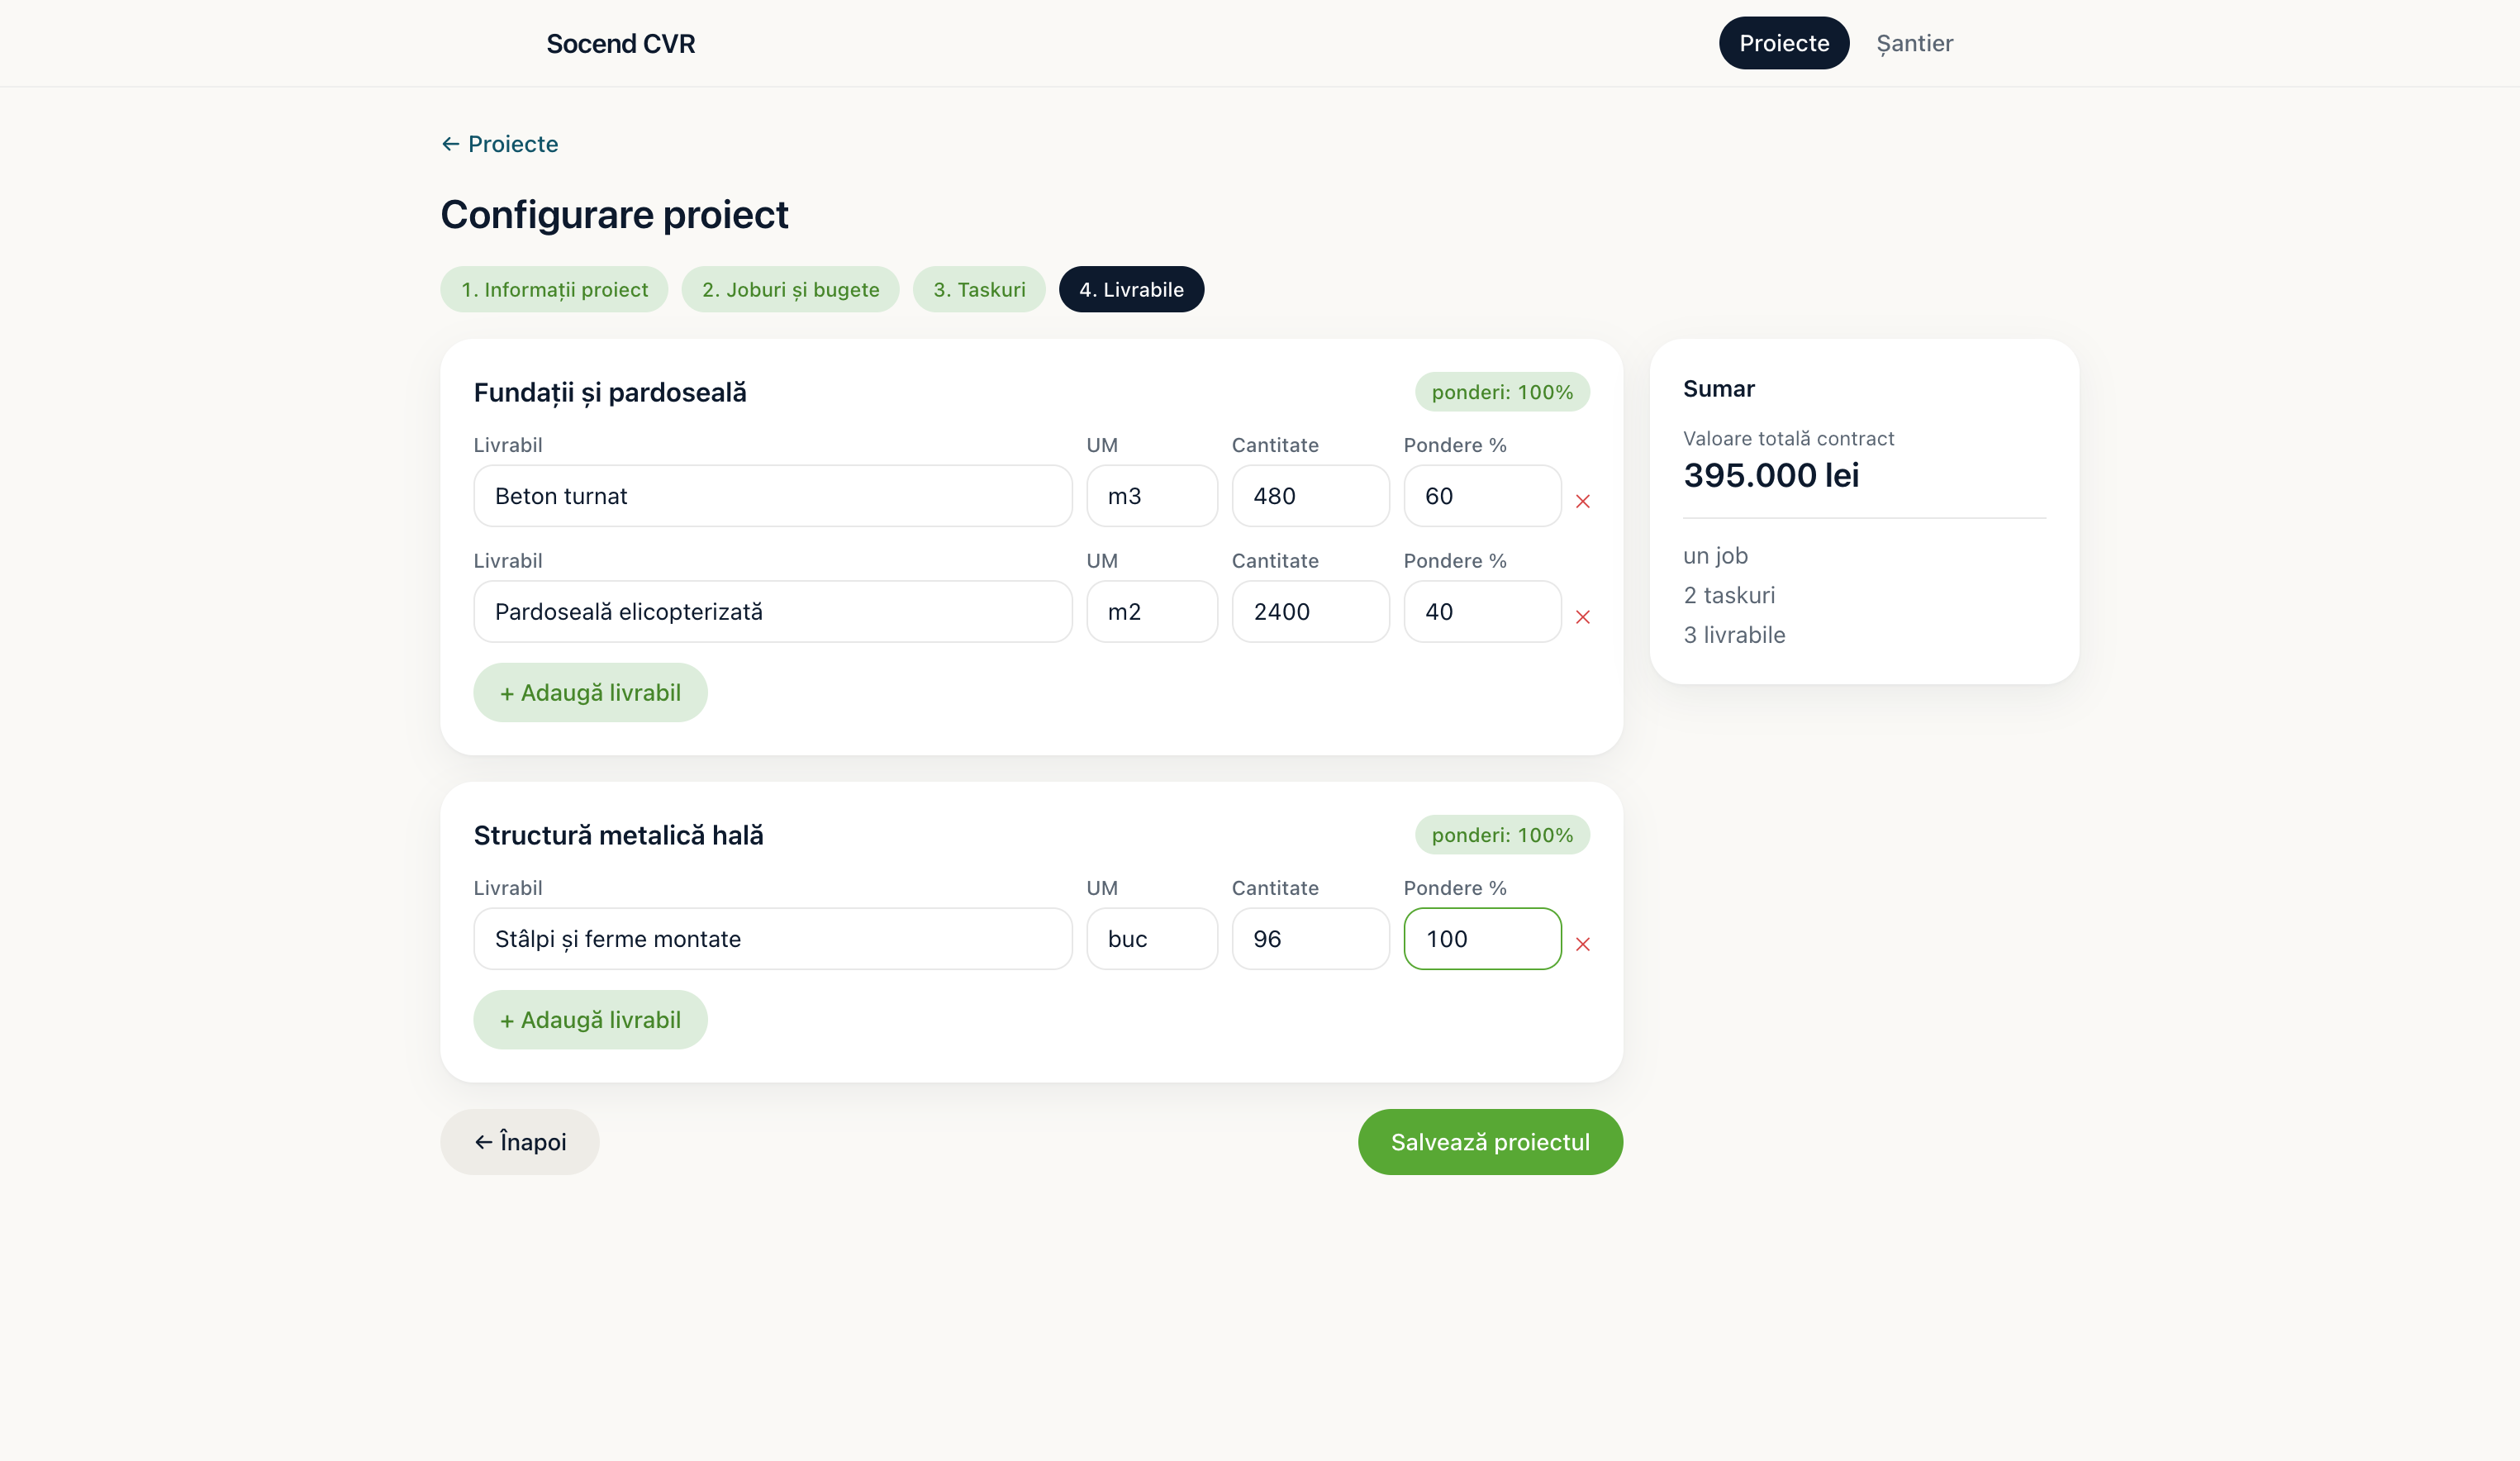 Socend CVR
Proiecte
Șantier
← Proiecte
Configurare proiect
1. Informații proiect
2. Joburi și bugete
3. Taskuri
4. Livrabile
Fundații și pardoseală
ponderi: 100%
Livrabil UM Cantitate Pondere %
Beton turnat m3 480 60 ×
Livrabil UM Cantitate Pondere %
Pardoseală elicopterizată m2 2400 40 ×
+ Adaugă livrabil
Structură metalică hală
ponderi: 100%
Livrabil UM Cantitate Pondere %
Stâlpi și ferme montate buc 96 100 ×
+ Adaugă livrabil
← Înapoi
Salvează proiectul
Sumar
Valoare totală contract
395.000 lei
un job
2 taskuri
3 livrabile